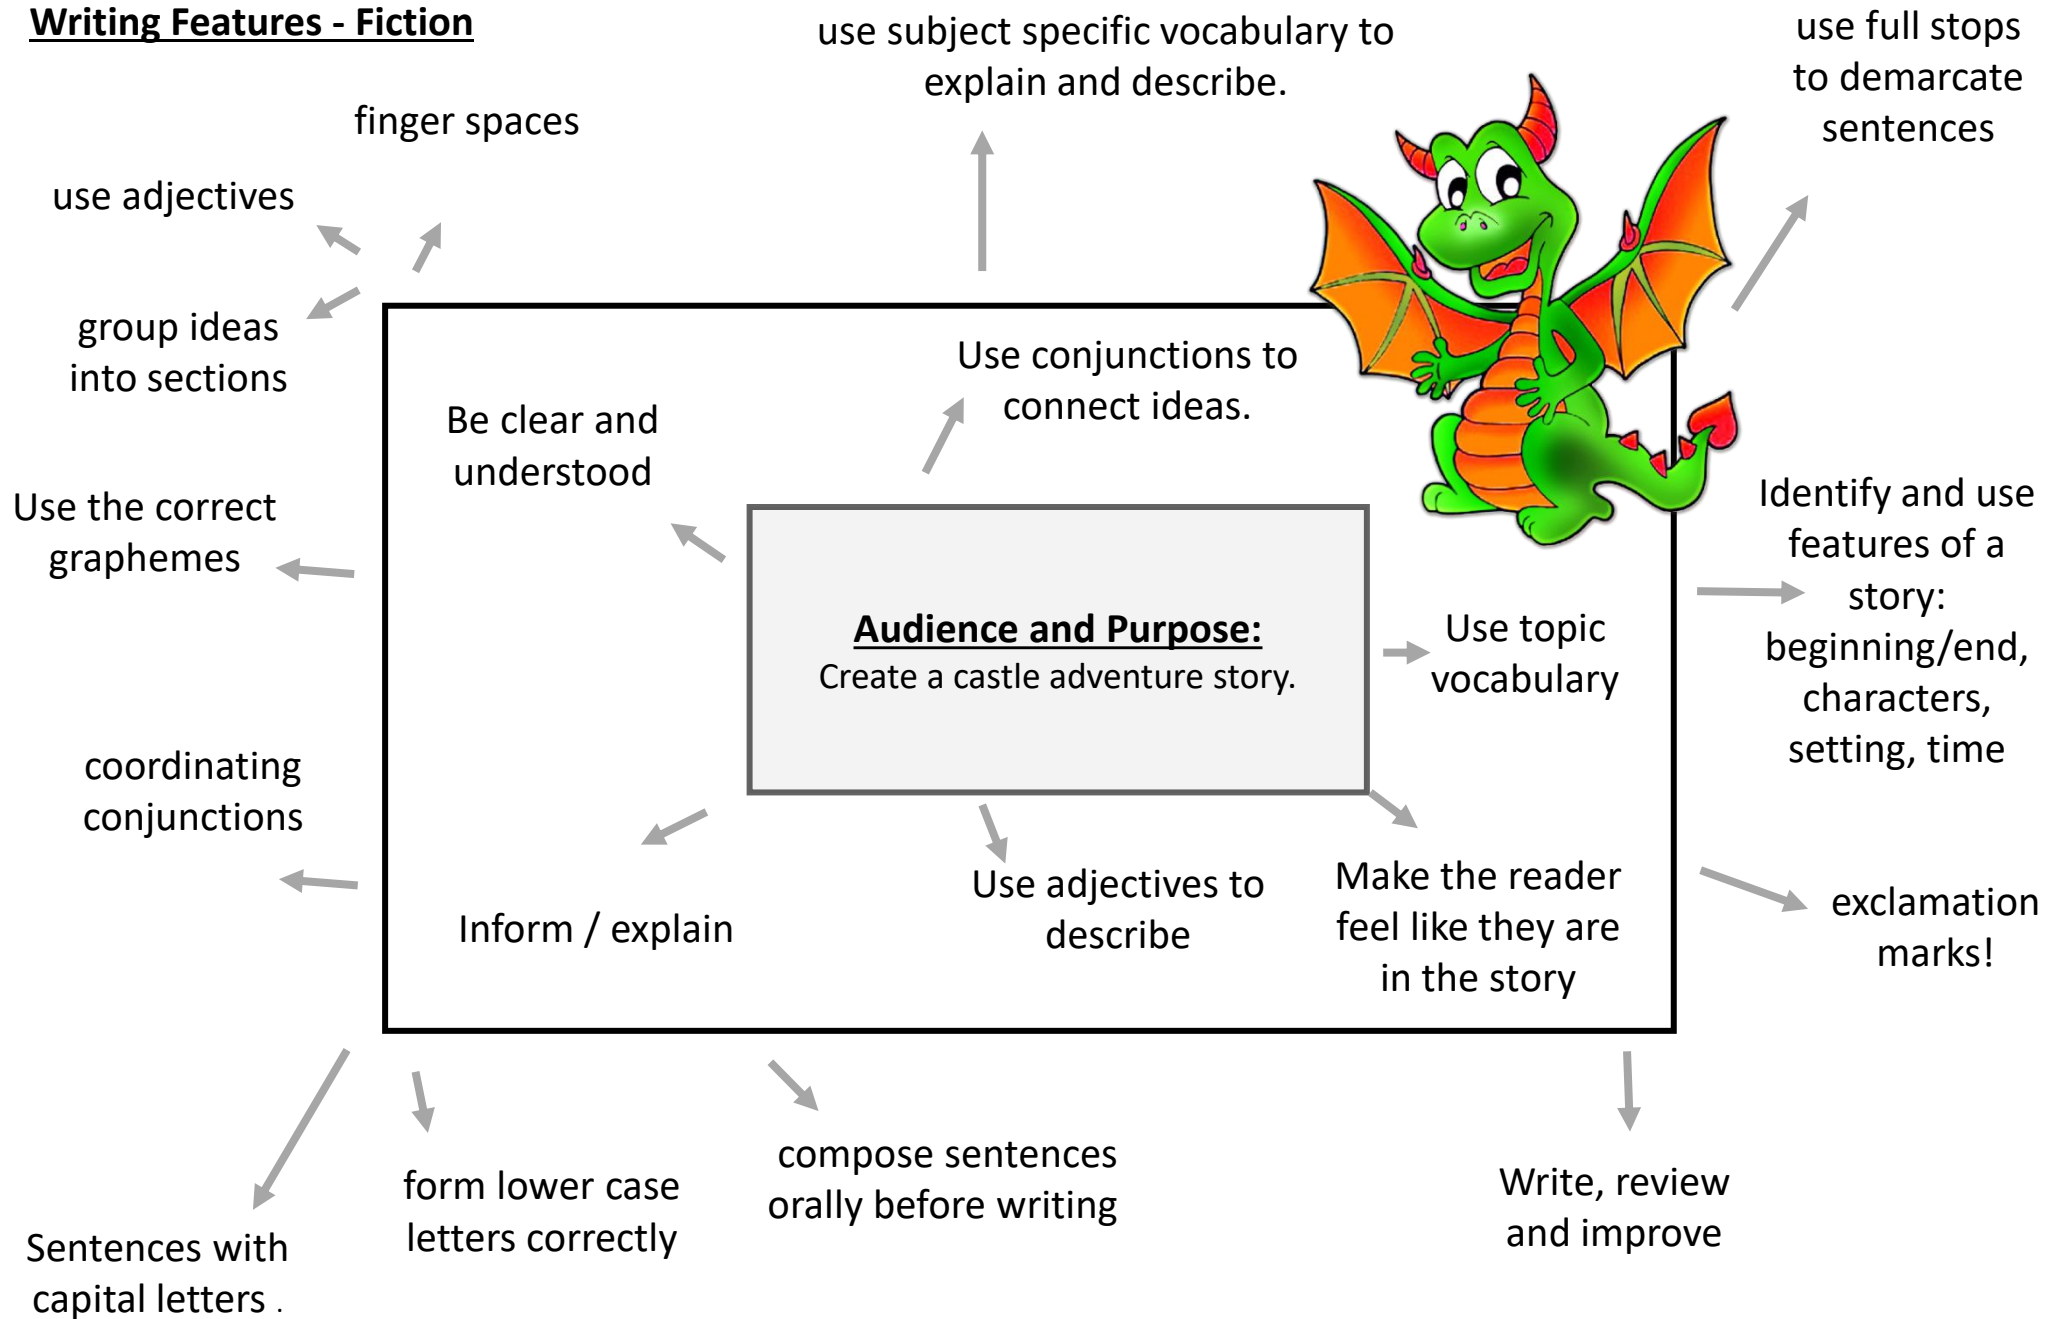 Writing Features - Fiction
finger spaces
use adjectives
group ideas
into sections
Use the correct
graphemes
coordinating
conjunctions
Sentences with
capital letters .
form lower case
letters correctly
compose sentences
orally before writing
Write, review
and improve
exclamation
marks!
Identify and use
features of a
story:
beginning/end,
characters,
setting, time
use full stops
to demarcate
sentences
use subject specific vocabulary to
explain and describe.
Be clear and
understood
Use conjunctions to
connect ideas.
Use topic
vocabulary
Make the reader
feel like they are
in the story
Use adjectives to
describe
Inform / explain
Audience and Purpose:
Create a castle adventure story.